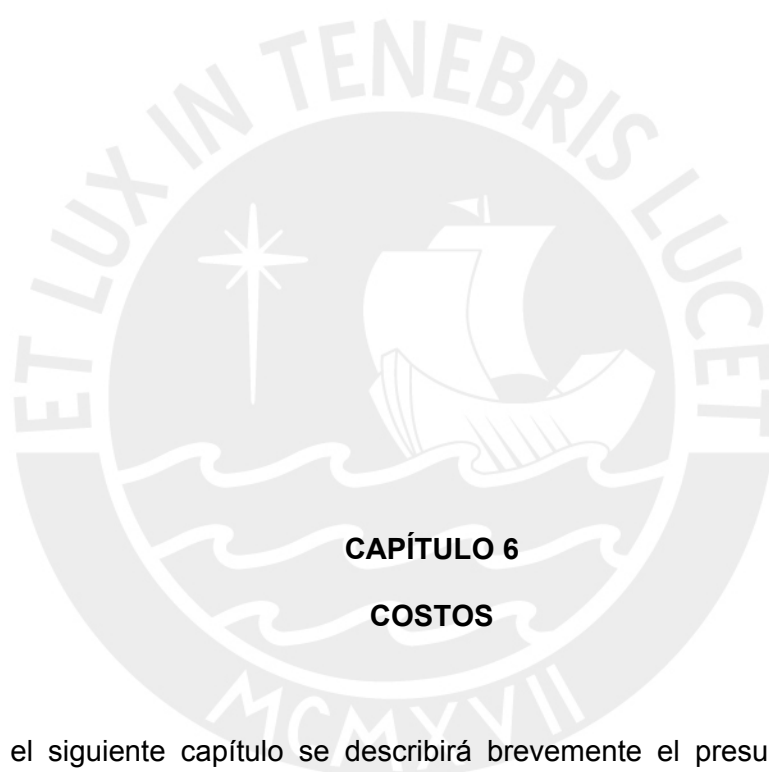 ET LUX IN TENEBRIS LUCET
CAPÍTULO 6
COSTOS
MCMXVII
el siguiente capítulo se describirá brevemente el presu